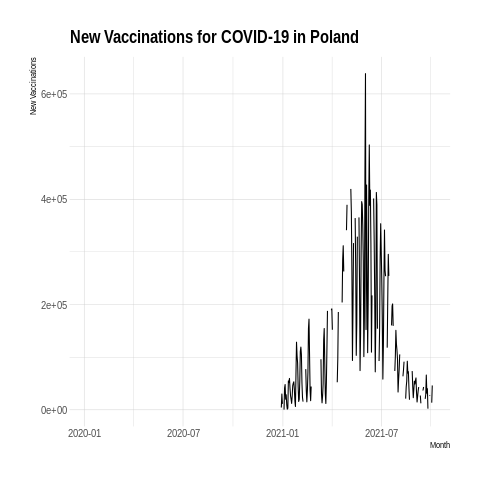 New Vaccinations for COVID-19 in Poland
New Vaccinations
6e+05
4e+05
2e+05
0e+00
2020-01 2020-07 2021-01 2021-07
Month